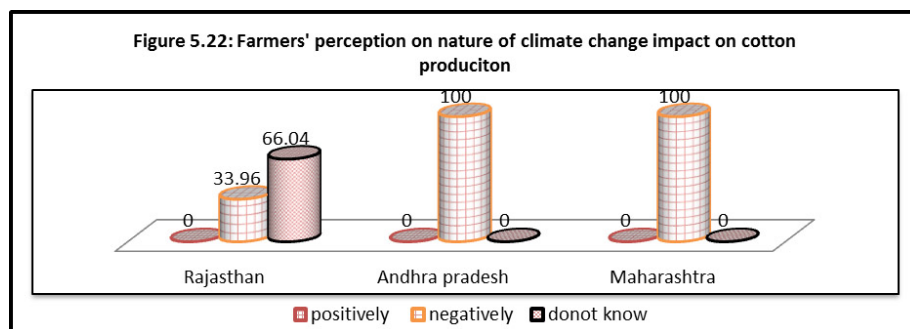 Figure 5.22: Farmers' perception on nature of climate change impact on cotton
produciton
100 100
66.04
33.96
0 0 0 0 0
Rajasthan Andhra pradesh Maharashtra
positively negatively donot know